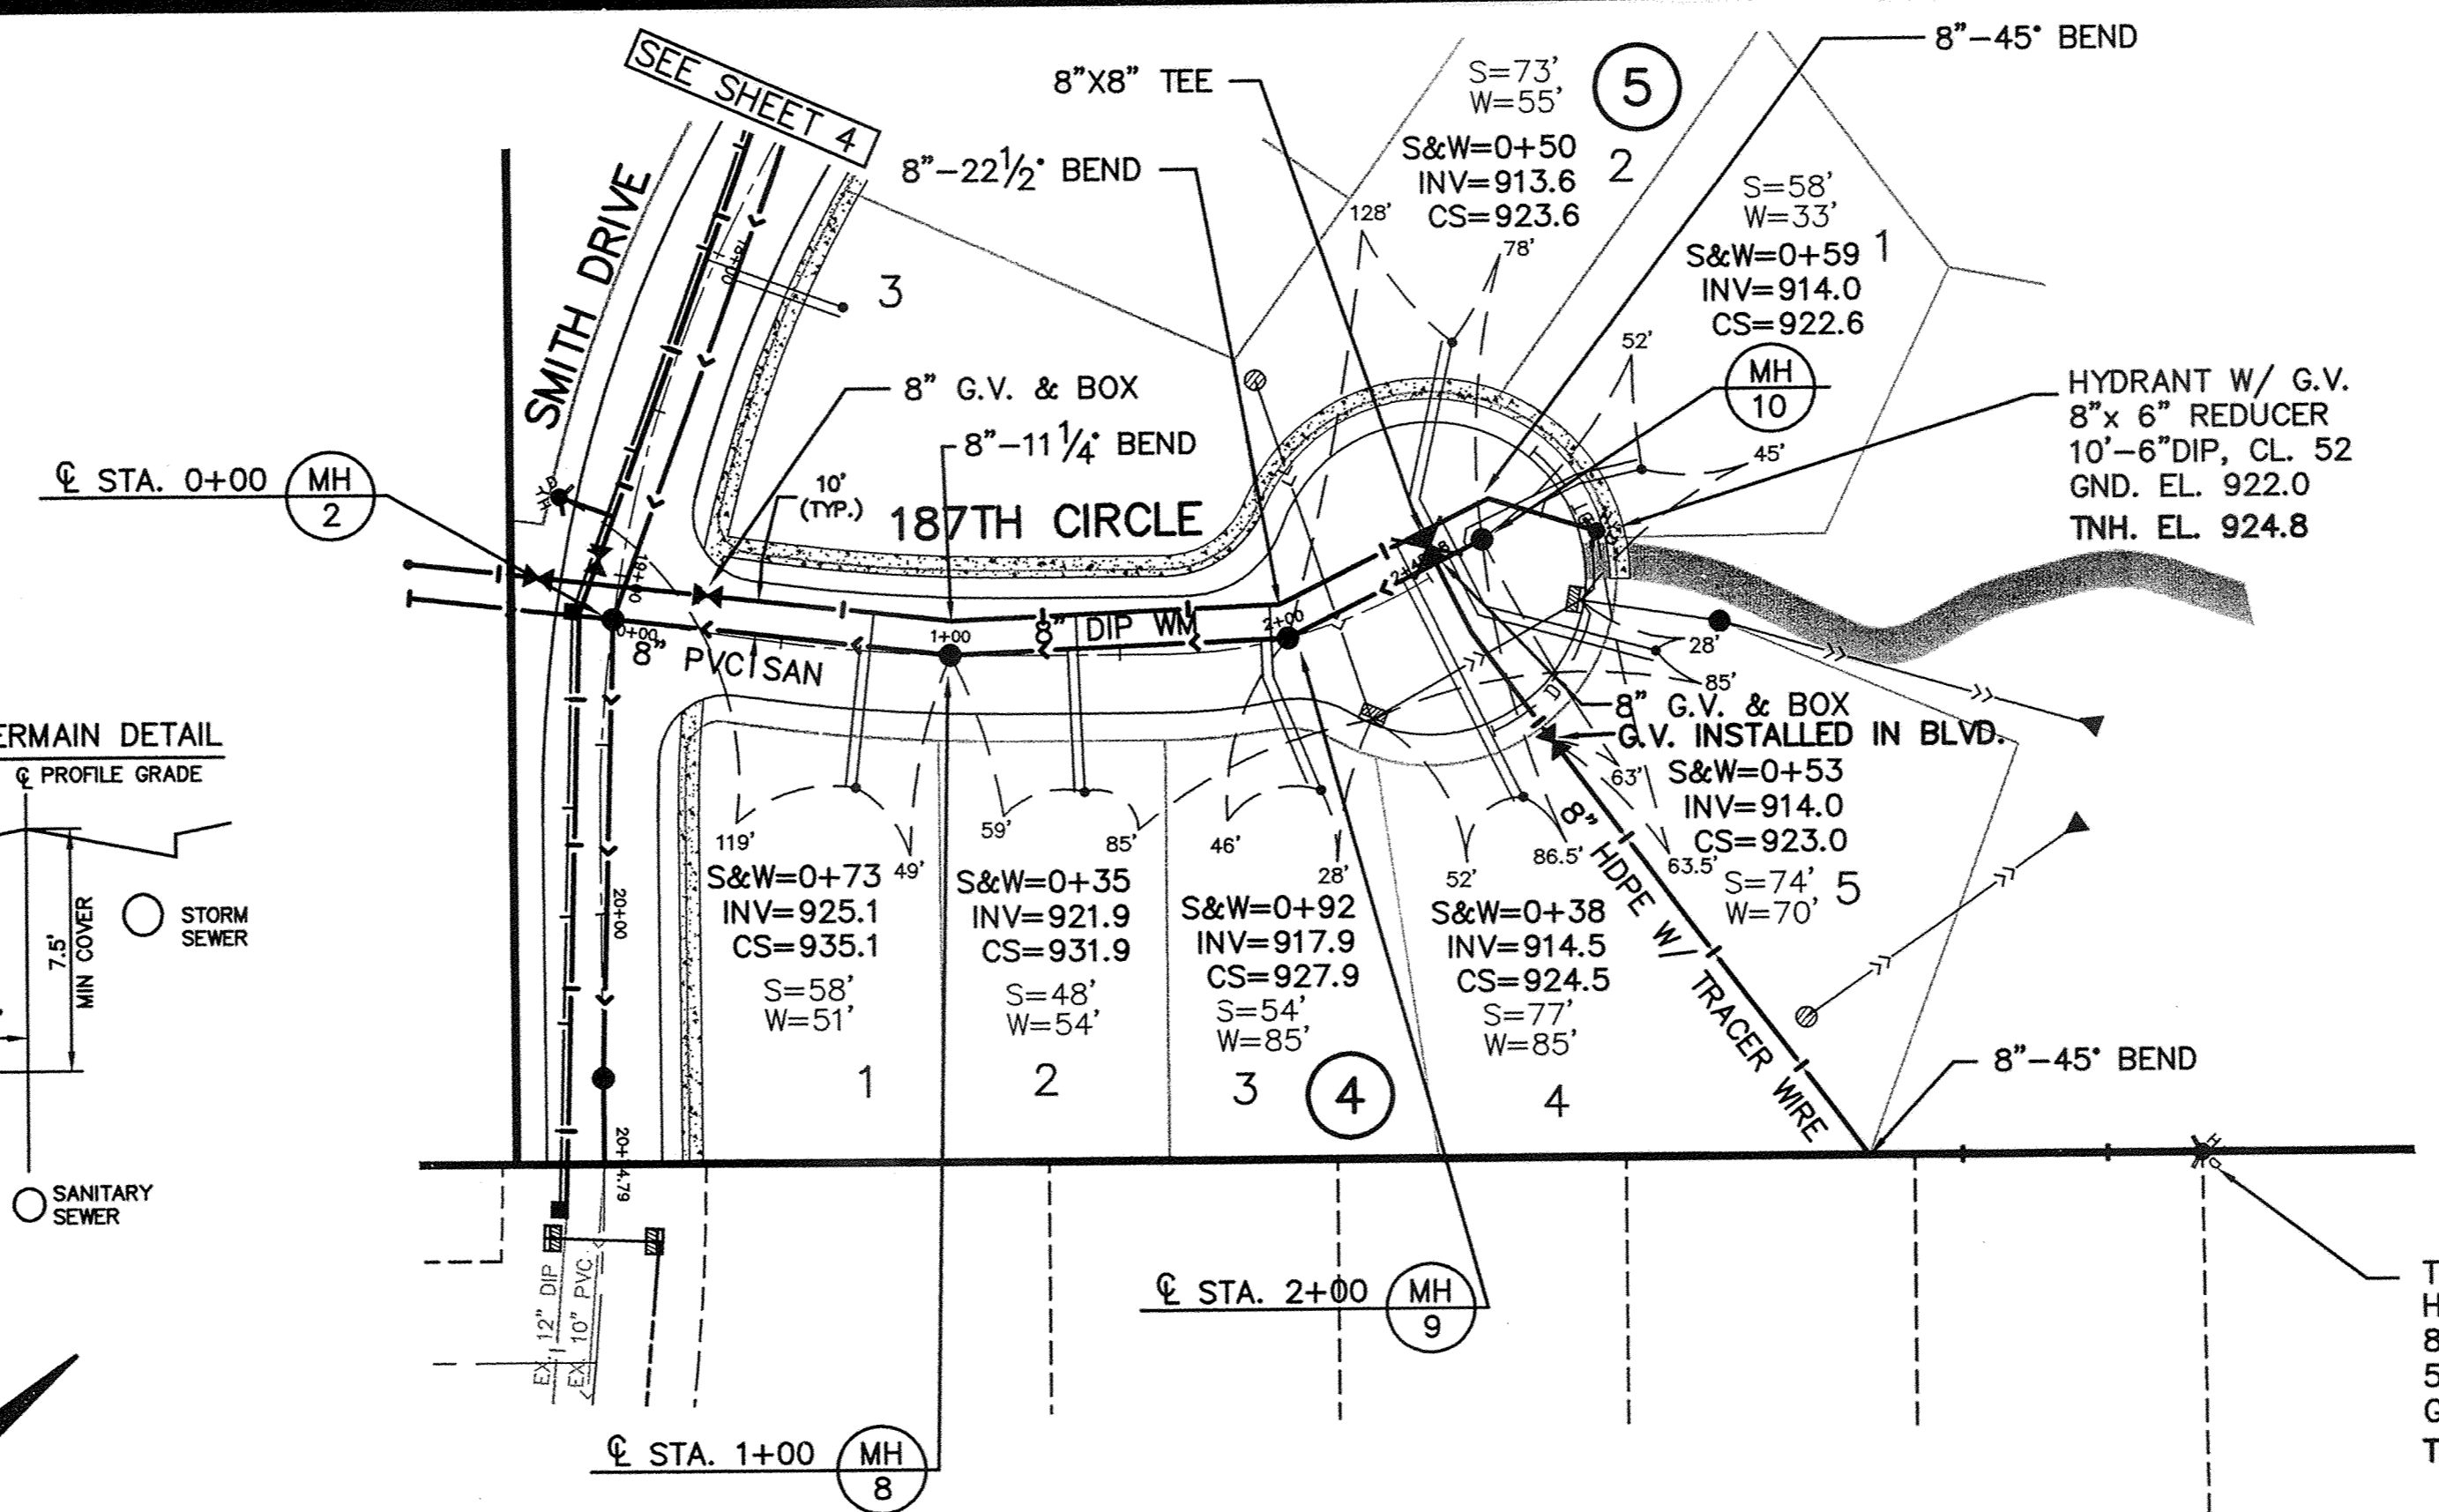 SEE SHEET 4
SMITH DRIVE
8"X8" TEE
8"-22½° BEND
8"-45° BEND
S=73'
W=55'
5
S&W=0+50
INV=913.6
CS=923.6
2
128'
78'
S=58'
W=33'
S&W=0+59
INV=914.0
CS=922.6
1
52'
45'
MH
10
HYDRANT W/ G.V.
8"x 6" REDUCER
10'-6"DIP, CL. 52
GND. EL. 922.0
TNH. EL. 924.8
3
18+00
8" G.V. & BOX
8"-11¼° BEND
10'
(TYP.)
187TH CIRCLE
℄ STA. 0+00
MH
2
19+00
0+00
1+00
2+00
8" PVC SAN
8" DIP WM
28'
85'
8" G.V. & BOX
G.V. INSTALLED IN BLVD.
S&W=0+53
INV=914.0
CS=923.0
S=74'
W=70'
5
63'
63.5'
8" HDPE W/ TRACER WIRE
119'
49'
59'
85'
46'
28'
52'
86.5'
S&W=0+73
INV=925.1
CS=935.1
S=58'
W=51'
1
S&W=0+35
INV=921.9
CS=931.9
S=48'
W=54'
2
S&W=0+92
INV=917.9
CS=927.9
S=54'
W=85'
3
4
S&W=0+38
INV=914.5
CS=924.5
S=77'
W=85'
4
8"-45° BEND
ERMAIN DETAIL
℄ PROFILE GRADE
7.5'
MIN COVER
STORM
SEWER
SANITARY
SEWER
20+00
EX. 12" DIP
EX. 10" PVC
℄ STA. 2+00
MH
9
℄ STA. 1+00
MH
8
HYD
T
H
8
5
G
T